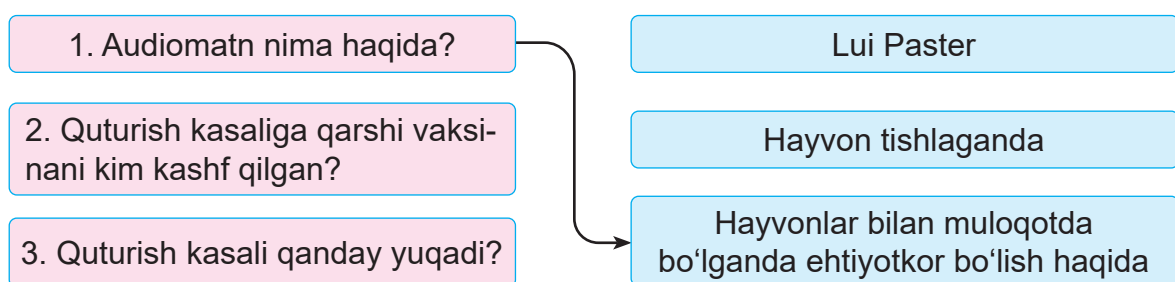 1. Audiomatn nima haqida?
Lui Paster
2. Quturish kasaliga qarshi vaksi-
nani kim kashf qilgan?
Hayvon tishlaganda
3. Quturish kasali qanday yuqadi?
Hayvonlar bilan muloqotda
bo‘lganda ehtiyotkor bo‘lish haqida